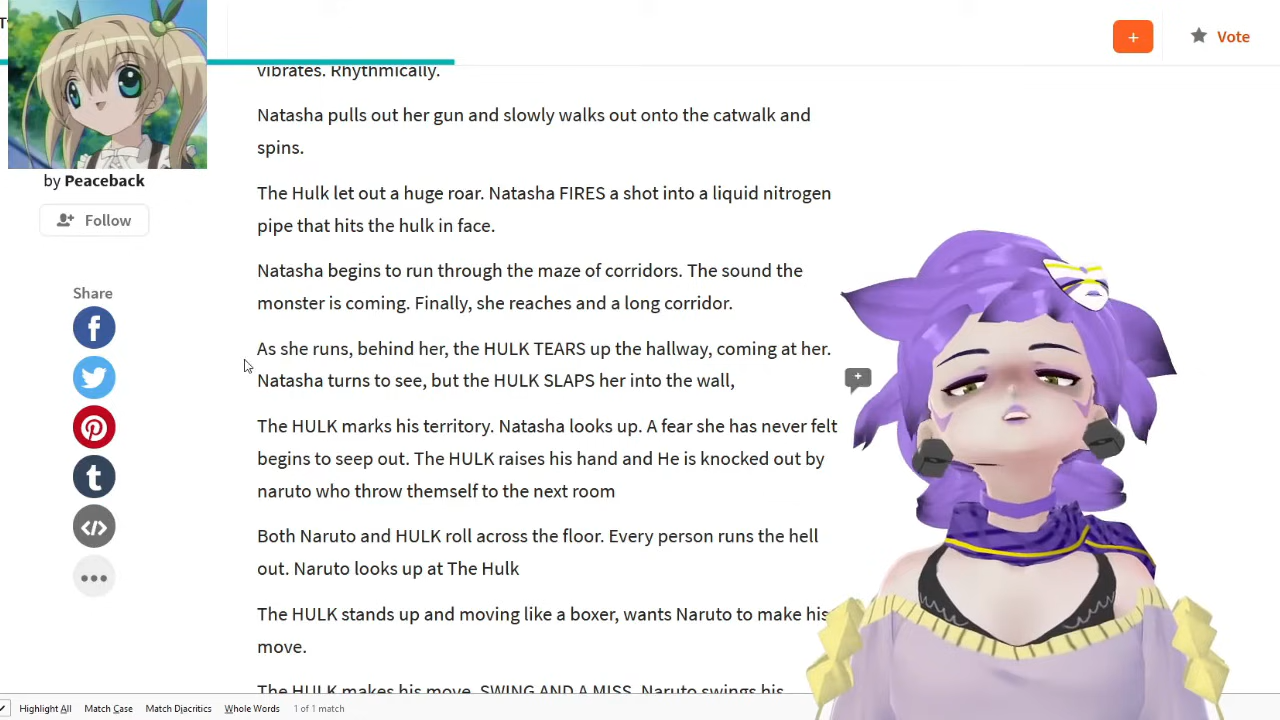 T
+
Vote
vibrates. Rhythmically.
Natasha pulls out her gun and slowly walks out onto the catwalk and
spins.
by Peaceback
The Hulk let out a huge roar. Natasha FIRES a shot into a liquid nitrogen
Follow
pipe that hits the hulk in face.
Natasha begins to run through the maze of corridors. The sound the
Share
monster is coming. Finally, she reaches and a long corridor.
As she runs, behind her, the HULK TEARS up the hallway, coming at her.
Natasha turns to see, but the HULK SLAPS her into the wall,
The HULK marks his territory. Natasha looks up. A fear she has never felt
begins to seep out. The HULK raises his hand and He is knocked out by
naruto who throw themself to the next room
Both Naruto and HULK roll across the floor. Every person runs the hell
out. Naruto looks up at The Hulk
The HULK stands up and moving like a boxer, wants Naruto to make his
move.
The HULK makes his move. SWING AND A MISS. Naruto swings his
Highlight All Match Case Match Diacritics Whole Words 1 of 1 match